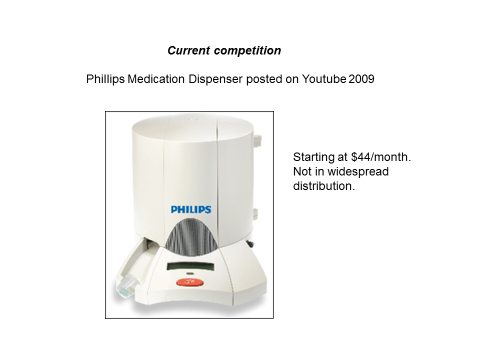 Current competition
Phillips Medication Dispenser posted on Youtube 2009
Starting at $44/month.
Not in widespread
distribution.
PHILIPS